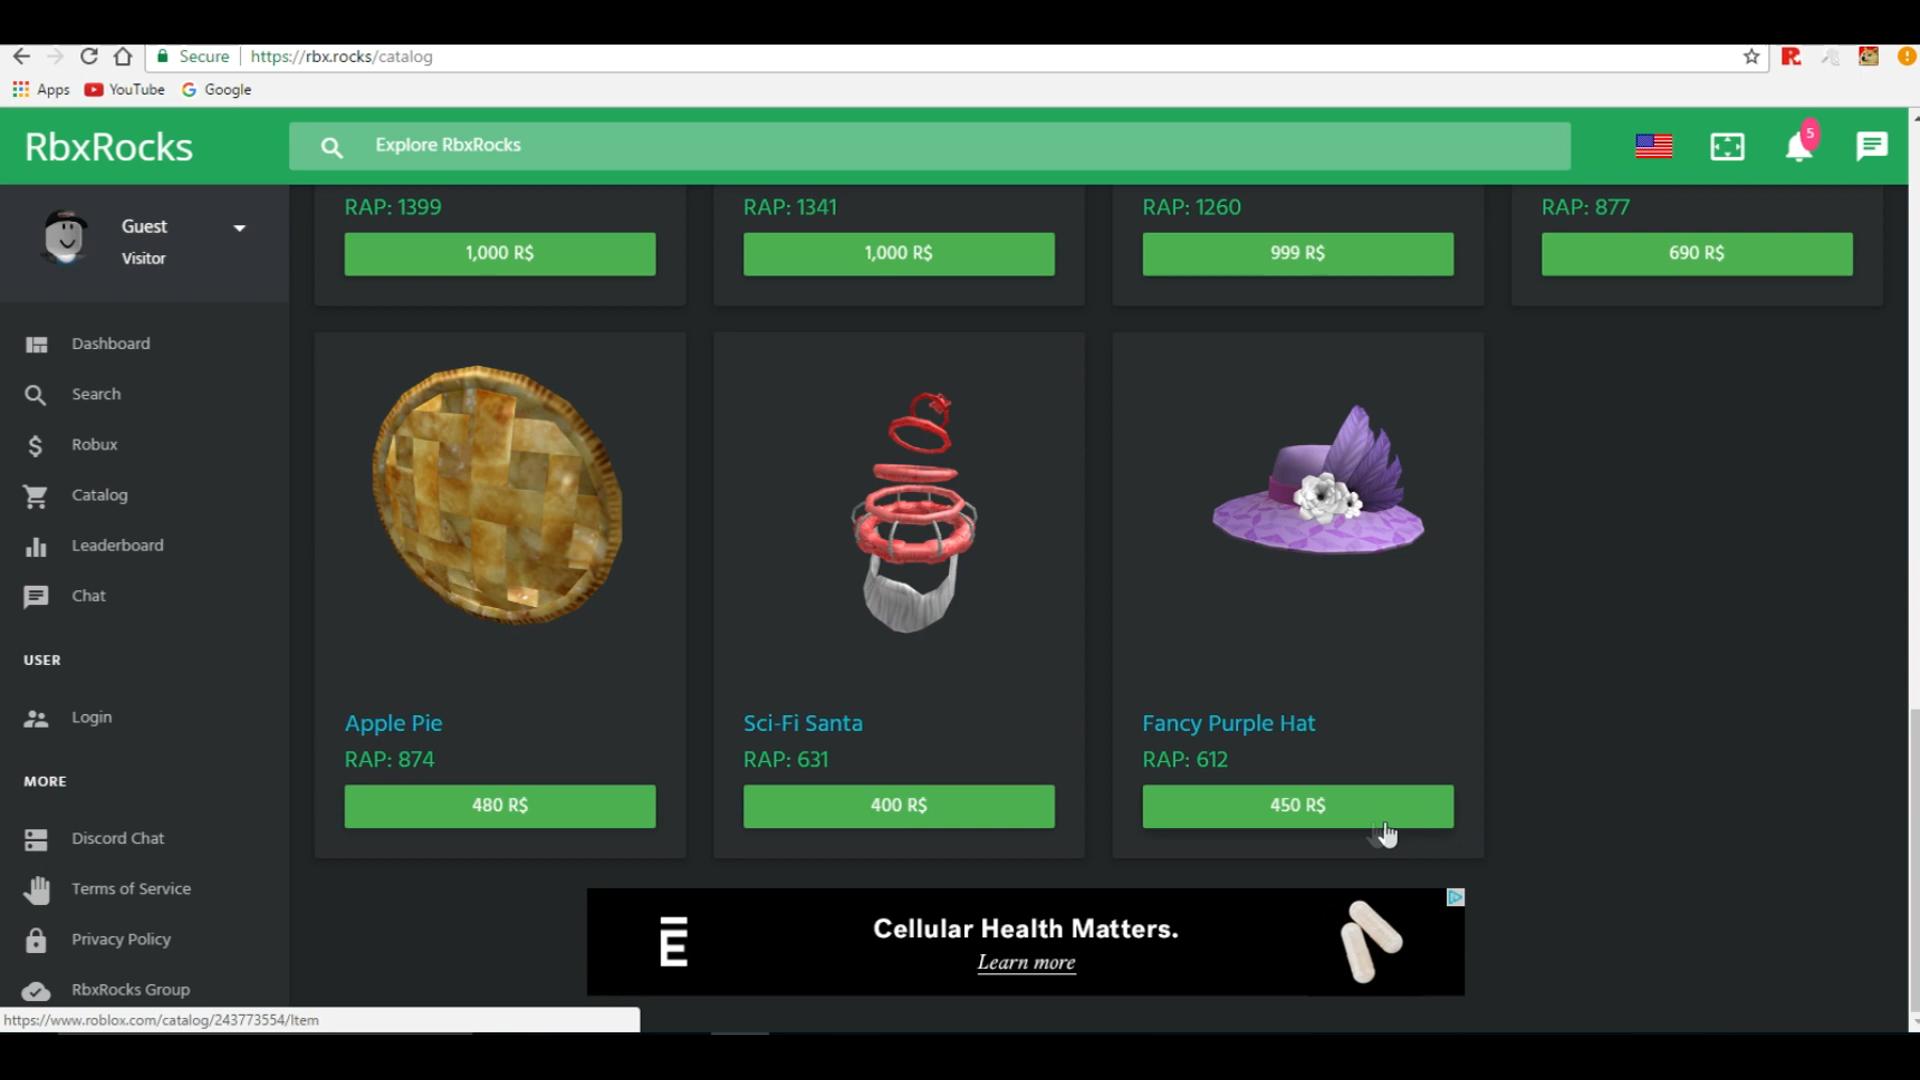 Secure
https://rbx.rocks/catalog
Apps
YouTube
Google
RbxRocks
Explore RbxRocks
5
Guest
Visitor
Dashboard
Search
Robux
Catalog
Leaderboard
Chat
USER
Login
MORE
Discord Chat
Terms of Service
Privacy Policy
RbxRocks Group
RAP: 1399
1,000 R$
RAP: 1341
1,000 R$
RAP: 1260
999 R$
RAP: 877
690 R$
Apple Pie
RAP: 874
480 R$
Sci-Fi Santa
RAP: 631
400 R$
Fancy Purple Hat
RAP: 612
450 R$
Cellular Health Matters.
Learn more
https://www.roblox.com/catalog/243773554/Item